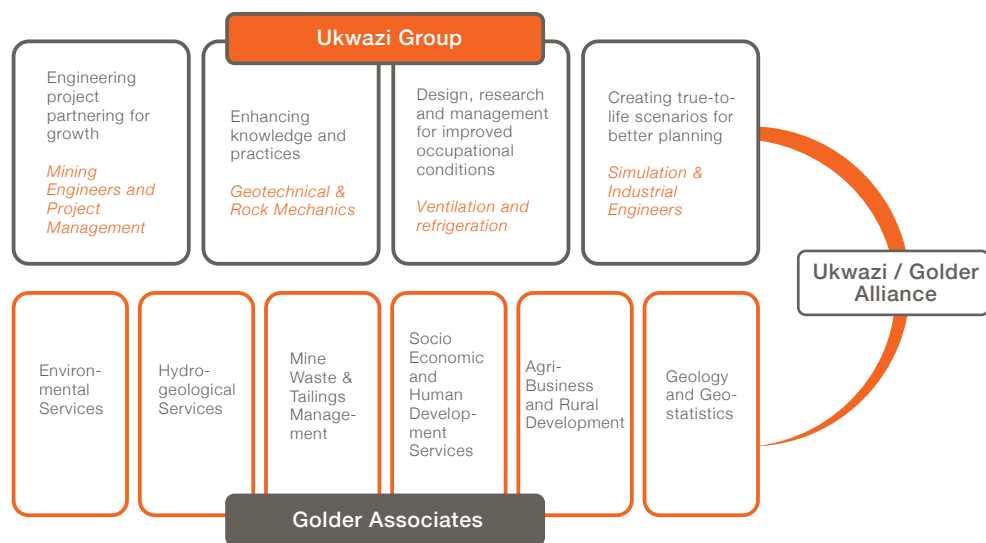 Ukwazi Group
Engineering
project
partnering for
growth
Mining
Engineers and
Project
Management
Enhancing
knowledge and
practices
Geotechnical &
Rock Mechanics
Design, research
and management
for improved
occupational
conditions
Ventilation and
refrigeration
Creating true-to-
life scenarios for
better planning
Simulation &
Industrial
Engineers
Ukwazi / Golder
Alliance
Environ-
mental
Services
Hydro-
geological
Services
Mine
Waste &
Tailings
Manage-
ment
Socio
Economic
and
Human
Develop-
ment
Services
Agri-
Business
and Rural
Development
Geology
and Geo-
statistics
Golder Associates